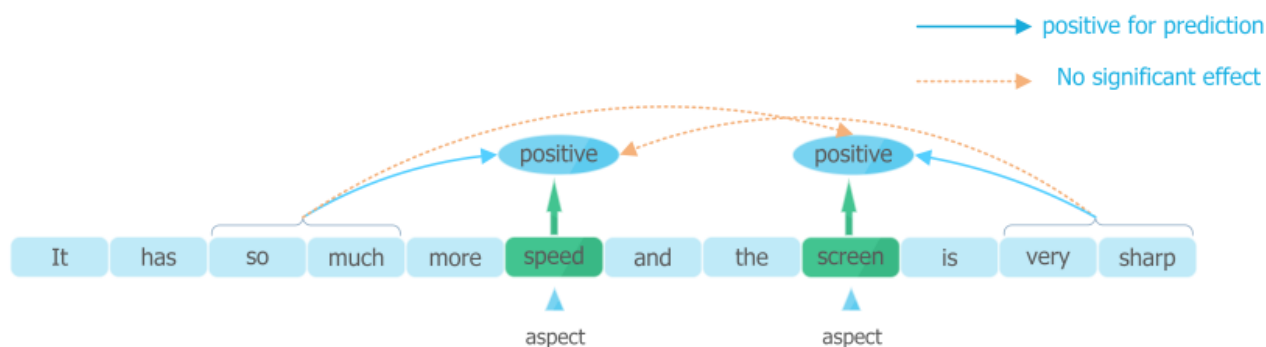 positive for prediction
No significant effect
positive positive
It has so much more speed and the screen is very sharp
aspect aspect